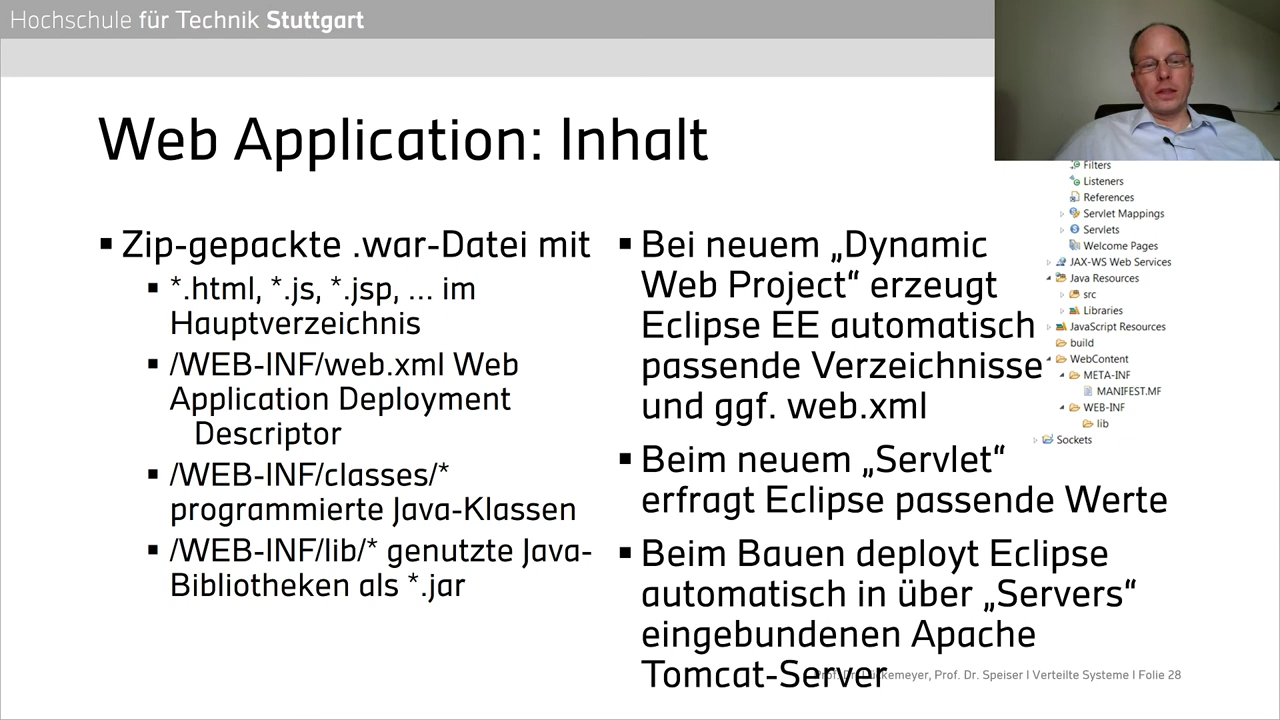 Hochschule für Technik Stuttgart
Web Application: Inhalt
▪ Zip-gepackte .war-Datei mit
▪ *.html, *.js, *.jsp, ... im
Hauptverzeichnis
▪ /WEB-INF/web.xml Web
Application Deployment
Descriptor
▪ /WEB-INF/classes/*
programmierte Java-Klassen
▪ /WEB-INF/lib/* genutzte Java-
Bibliotheken als *.jar
▪ Bei neuem „Dynamic
Web Project“ erzeugt
Eclipse EE automatisch
passende Verzeichnisse
und ggf. web.xml
▪ Beim neuem „Servlet“
erfragt Eclipse passende Werte
▪ Beim Bauen deployt Eclipse
automatisch in über „Servers“
eingebundenen Apache
Tomcat-Server
Filters
Listeners
References
Servlet Mappings
Servlets
Welcome Pages
JAX-WS Web Services
Java Resources
src
Libraries
JavaScript Resources
build
WebContent
META-INF
MANIFEST.MF
WEB-INF
lib
Sockets
Prof. Dr. Lückemeyer, Prof. Dr. Speiser I Verteilte Systeme I Folie 28